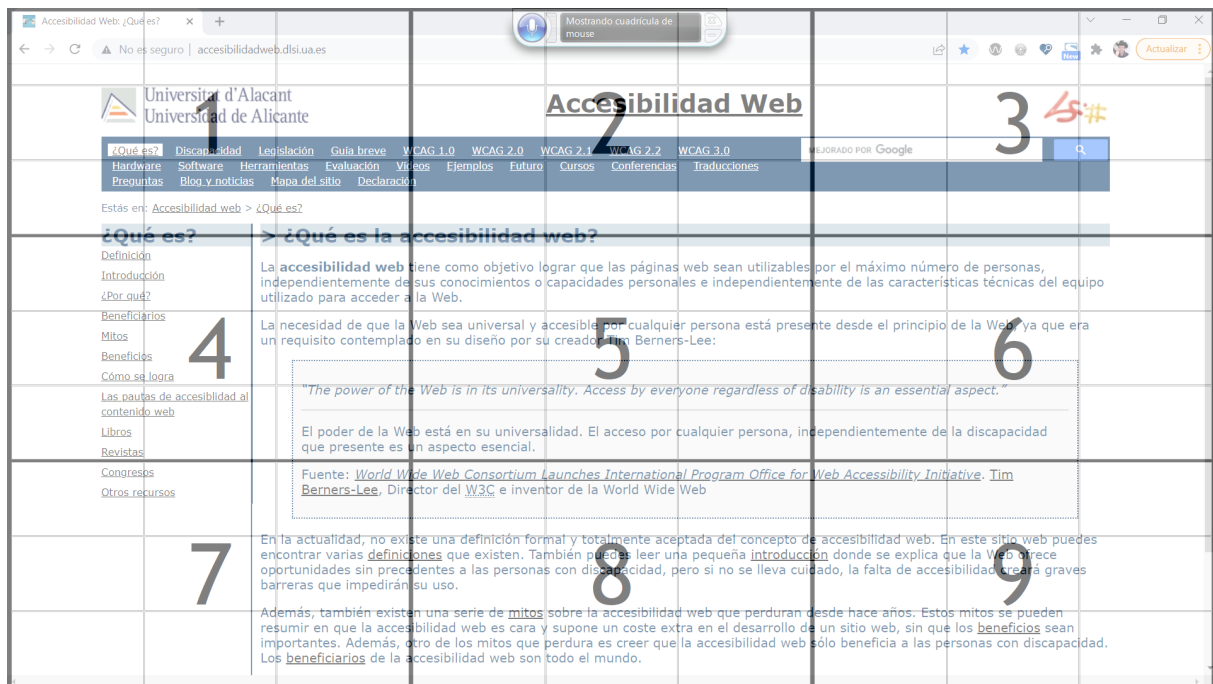 Accesibilidad Web: ¿Qué es?
Mostrando cuadrícula de
mouse
No es seguro | accesibilidadweb.dlsi.ua.es
New
Actualizar
Universitat d'Alacant
Universidad de Alicante
Accesibilidad Web
1
2
3
¿Qué es? Discapacidad Legislación Guia breve WCAG 1.0 WCAG 2.0 WCAG 2.1 WCAG 2.2 WCAG 3.0
MEJORADO POR Google
Hardware Software Herramientas Evaluación Vídeos Ejemplos Futuro Cursos Conferencias Traducciones
Preguntas Blog y noticias Mapa del sitio Declaración
Estás en: Accesibilidad web > ¿Qué es?
¿Qué es?
Definición
Introducción
¿Por qué?
Beneficiarios
Mitos
Beneficios
Cómo se logra
Las pautas de accesiblidad al
contenido web
Libros
Revistas
Congresos
Otros recursos
> ¿Qué es la accesibilidad web?
La accesibilidad web tiene como objetivo lograr que las páginas web sean utilizables por el máximo número de personas,
independientemente de sus conocimientos o capacidades personales e independientemente de las características técnicas del equipo
utilizado para acceder a la Web.
La necesidad de que la Web sea universal y accesible por cualquier persona está presente desde el principio de la Web, ya que era
un requisito contemplado en su diseño por su creador Tim Berners-Lee:
4
5
6
"The power of the Web is in its universality. Access by everyone regardless of disability is an essential aspect."
El poder de la Web está en su universalidad. El acceso por cualquier persona, independientemente de la discapacidad
que presente es un aspecto esencial.
Fuente: World Wide Web Consortium Launches International Program Office for Web Accessibility Initiative. Tim
Berners-Lee, Director del W3C e inventor de la World Wide Web
En la actualidad, no existe una definición formal y totalmente aceptada del concepto de accesibilidad web. En este sitio web puedes
encontrar varias definiciones que existen. También puedes leer una pequeña introducción donde se explica que la Web ofrece
oportunidades sin precedentes a las personas con discapacidad, pero si no se lleva cuidado, la falta de accesibilidad creará graves
barreras que impedirán su uso.
7
8
9
Además, también existen una serie de mitos sobre la accesibilidad web que perduran desde hace años. Estos mitos se pueden
resumir en que la accesibilidad web es cara y supone un coste extra en el desarrollo de un sitio web, sin que los beneficios sean
importantes. Además, otro de los mitos que perdura es creer que la accesibilidad web sólo beneficia a las personas con discapacidad.
Los beneficiarios de la accesibilidad web son todo el mundo.